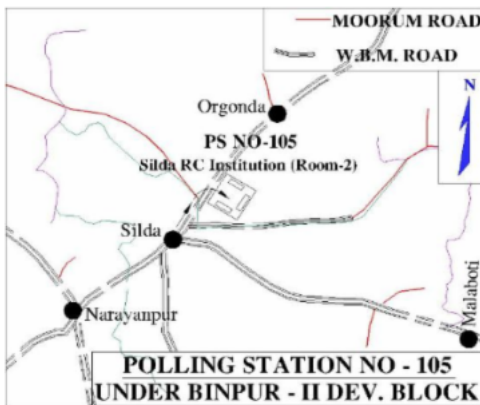 MOORUM ROAD
W.B.M. ROAD
N
Orgonda
PS NO-105
Silda RC Institution (Room-2)
Silda
Narayanpur
Malaboti
POLLING STATION NO - 105
UNDER BINPUR - II DEV. BLOCK